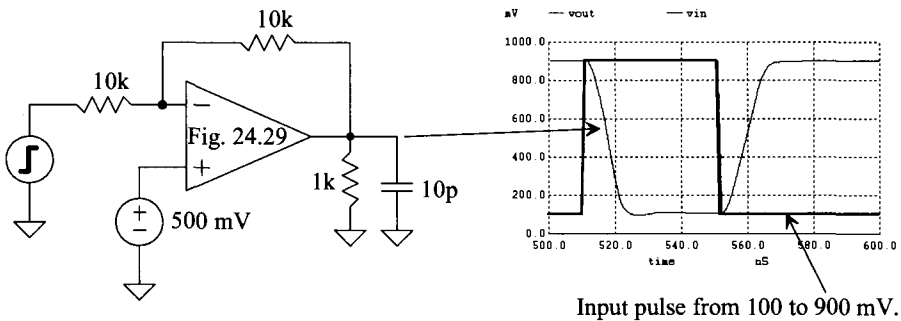 10k
10k
−
Fig. 24.29
+
1k
10p
+
−
500 mV
mV
vout
vin
1000.0
800.0
600.0
400.0
200.0
0.0
500.0 520.0 540.0 560.0 580.0 600.0
time nS
Input pulse from 100 to 900 mV.